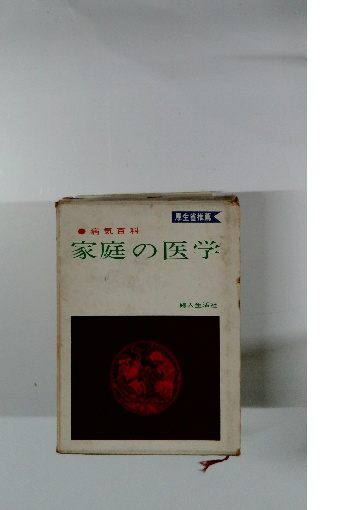 厚生省推薦
●病気百科
家庭の医学
婦人生活社